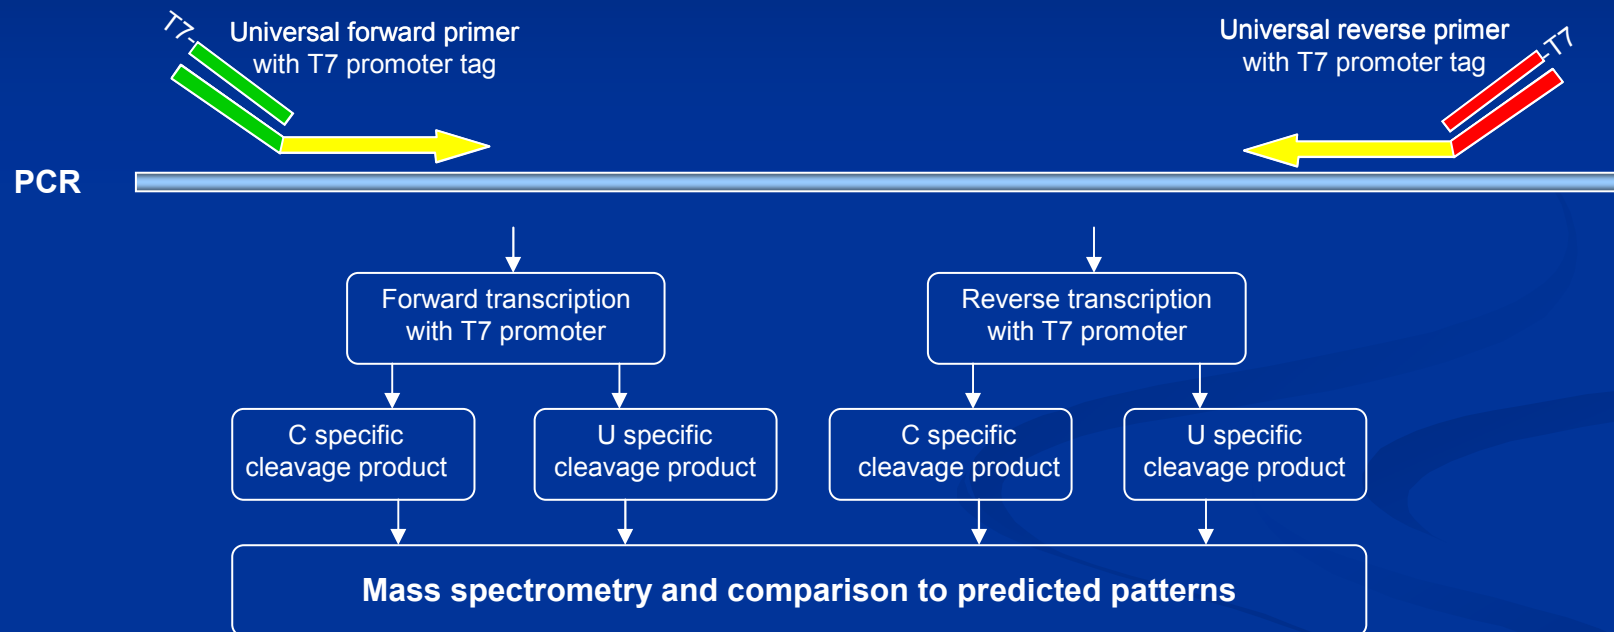 T7-
Universal forward primer
with T7 promoter tag
Universal reverse primer
with T7 promoter tag
-T7
PCR
Forward transcription
with T7 promoter
Reverse transcription
with T7 promoter
C specific
cleavage product
U specific
cleavage product
C specific
cleavage product
U specific
cleavage product
Mass spectrometry and comparison to predicted patterns